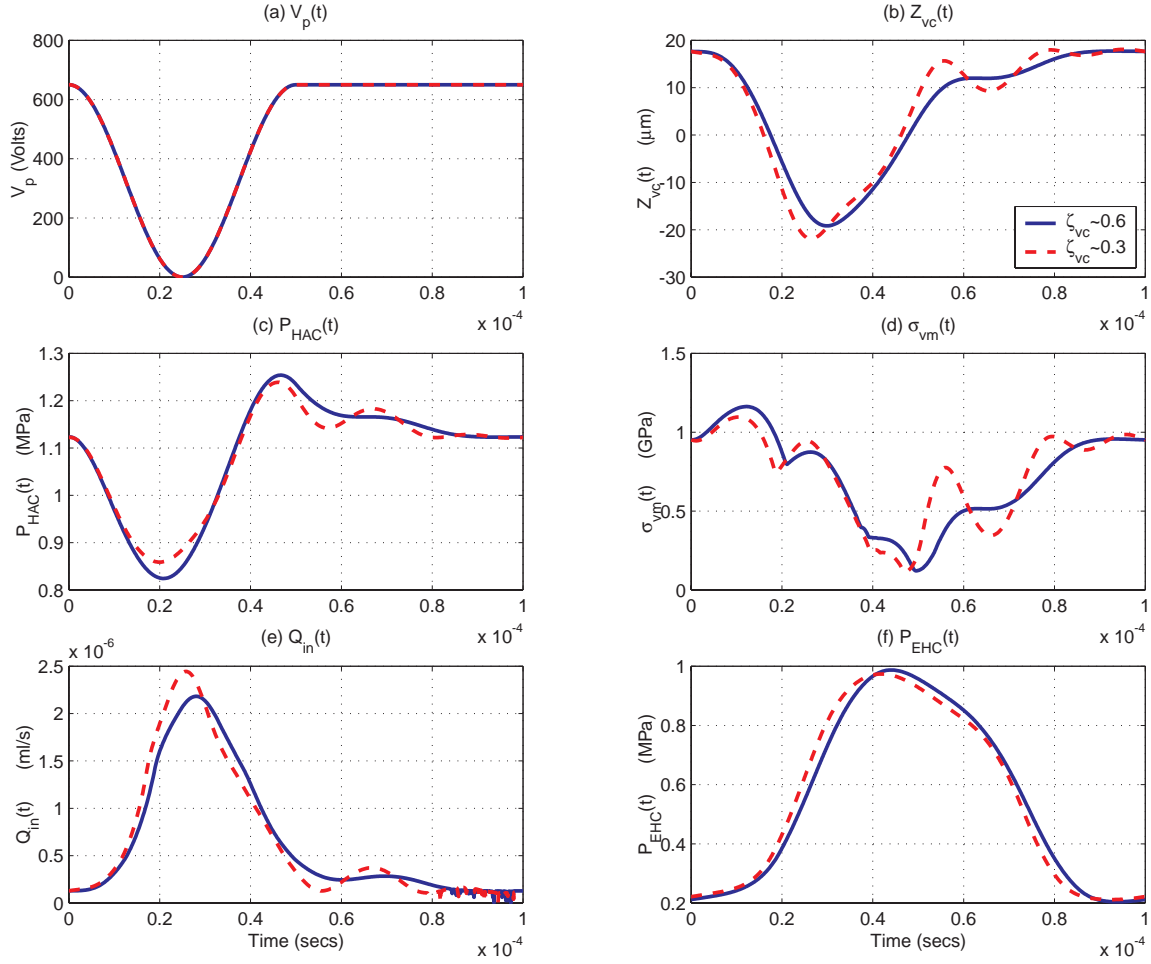 (a) V_p(t)
V_p (Volts)
800
600
400
200
0
0 0.2 0.4 0.6 0.8 1
x 10^-4
(b) Z_vc(t)
Z_vc(t) (μm)
20
10
0
-10
-20
-30
ζ_vc~0.6
ζ_vc~0.3
0 0.2 0.4 0.6 0.8 1
x 10^-4
(c) P_HAC(t)
P_HAC(t) (MPa)
1.3
1.2
1.1
1
0.9
0.8
0 0.2 0.4 0.6 0.8 1
x 10^-4
(d) σ_vm(t)
σ_vm(t) (GPa)
1.5
1
0.5
0
0 0.2 0.4 0.6 0.8 1
x 10^-4
(e) Q_in(t)
x 10^-6
Q_in(t) (ml/s)
2.5
2
1.5
1
0.5
0
0 0.2 0.4 0.6 0.8 1
Time (secs)
x 10^-4
(f) P_EHC(t)
P_EHC(t) (MPa)
1
0.8
0.6
0.4
0.2
0 0.2 0.4 0.6 0.8 1
Time (secs)
x 10^-4